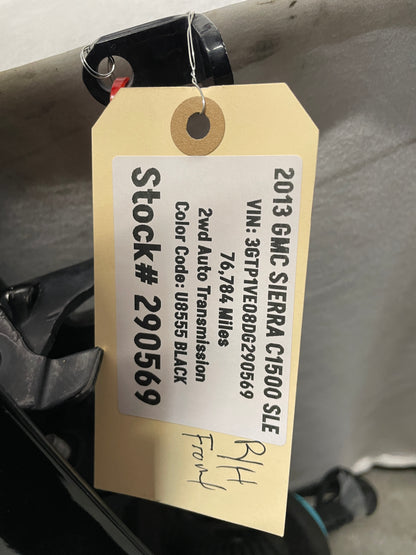 2013 GMC SIERRA C1500 SLE
VIN: 3GTP1VE08DG290569
76,784 Miles
2wd Auto Transmission
Color Code: U8555 BLACK
Stock# 290569
R/H
Front